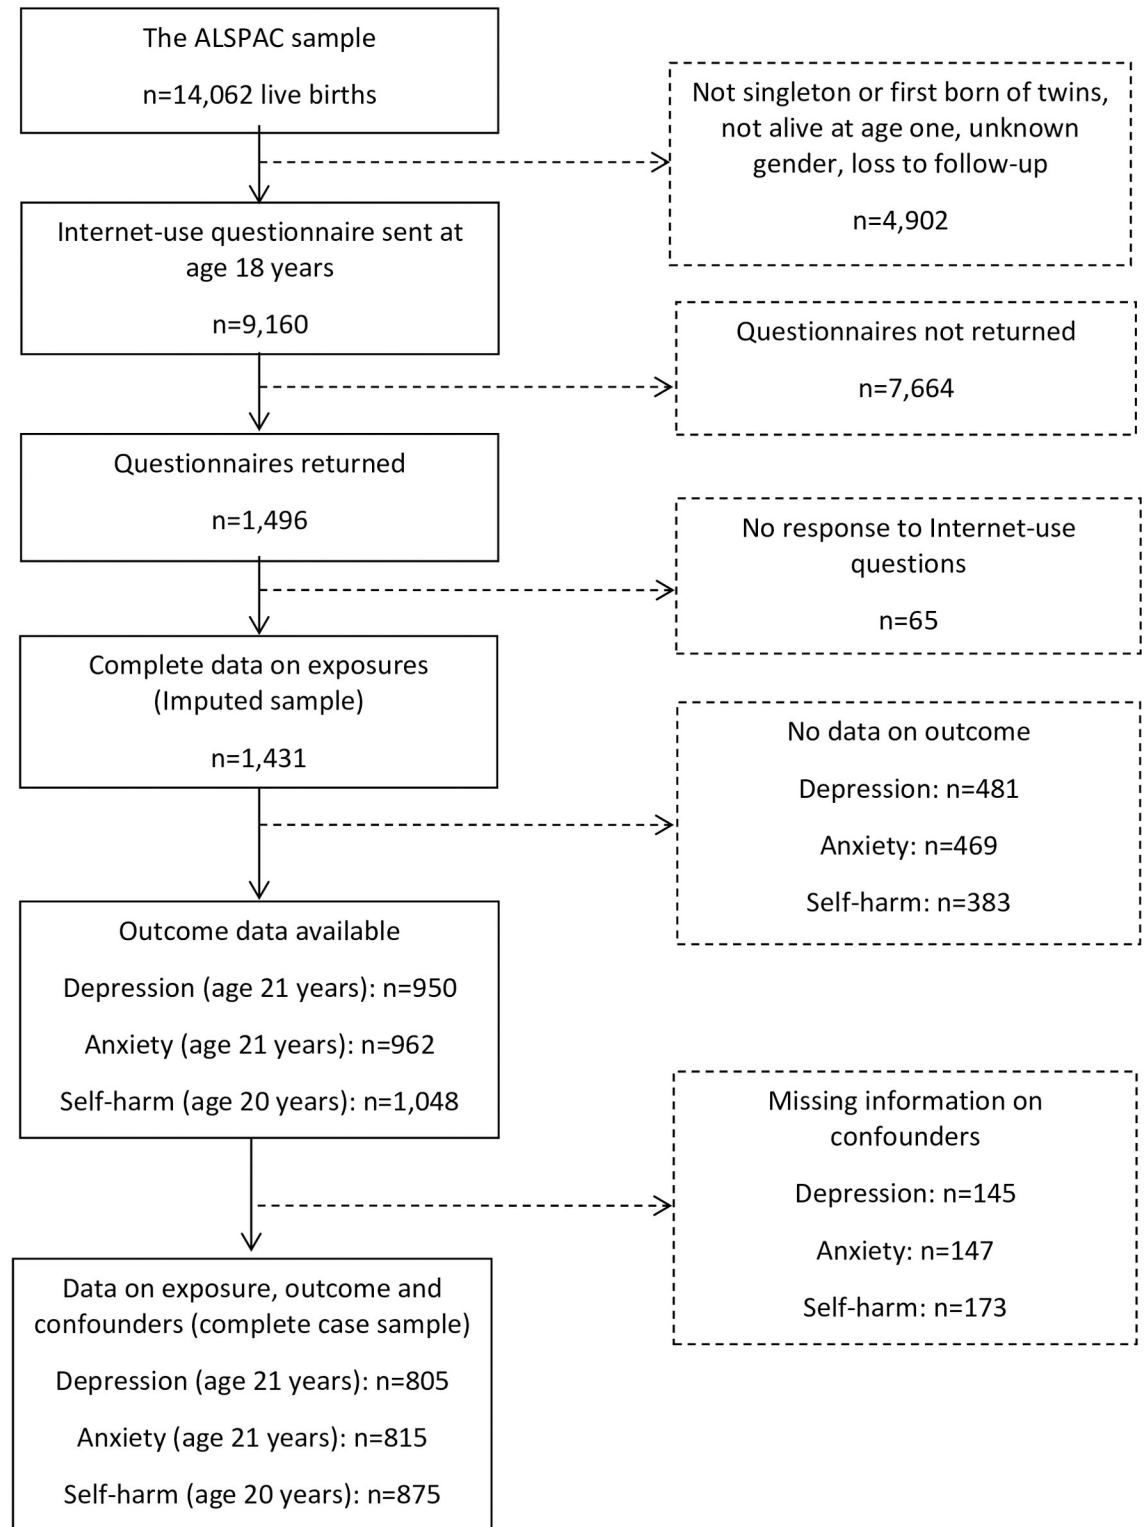 The ALSPAC sample
n=14,062 live births
Not singleton or first born of twins,
not alive at age one, unknown
gender, loss to follow-up
n=4,902
Internet-use questionnaire sent at
age 18 years
n=9,160
Questionnaires not returned
n=7,664
Questionnaires returned
n=1,496
No response to Internet-use
questions
n=65
Complete data on exposures
(Imputed sample)
n=1,431
No data on outcome
Depression: n=481
Anxiety: n=469
Self-harm: n=383
Outcome data available
Depression (age 21 years): n=950
Anxiety (age 21 years): n=962
Self-harm (age 20 years): n=1,048
Missing information on
confounders
Depression: n=145
Anxiety: n=147
Self-harm: n=173
Data on exposure, outcome and
confounders (complete case sample)
Depression (age 21 years): n=805
Anxiety (age 21 years): n=815
Self-harm (age 20 years): n=875